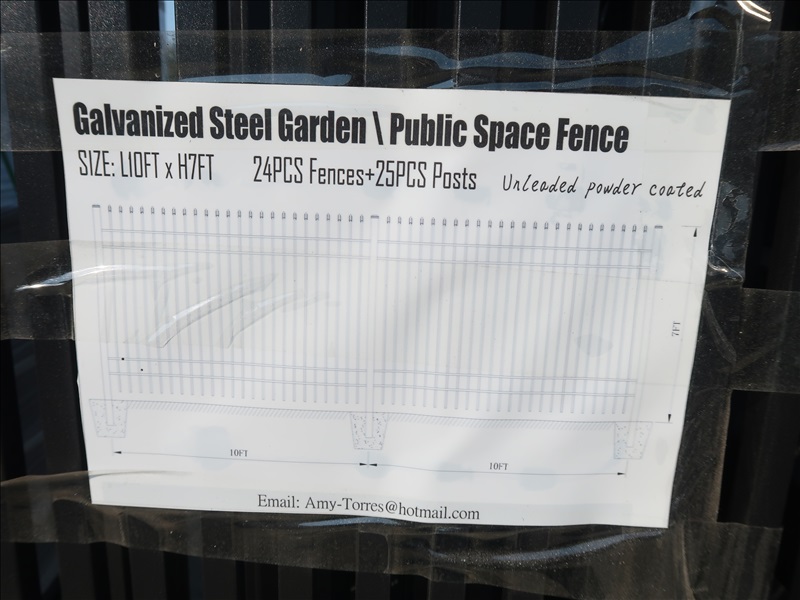 Galvanized Steel Garden \ Public Space Fence
SIZE: L10FT x H7FT 24PCS Fences+25PCS Posts Unleaded powder coated
7FT
10FT 10FT
Email: Amy-Torres@hotmail.com